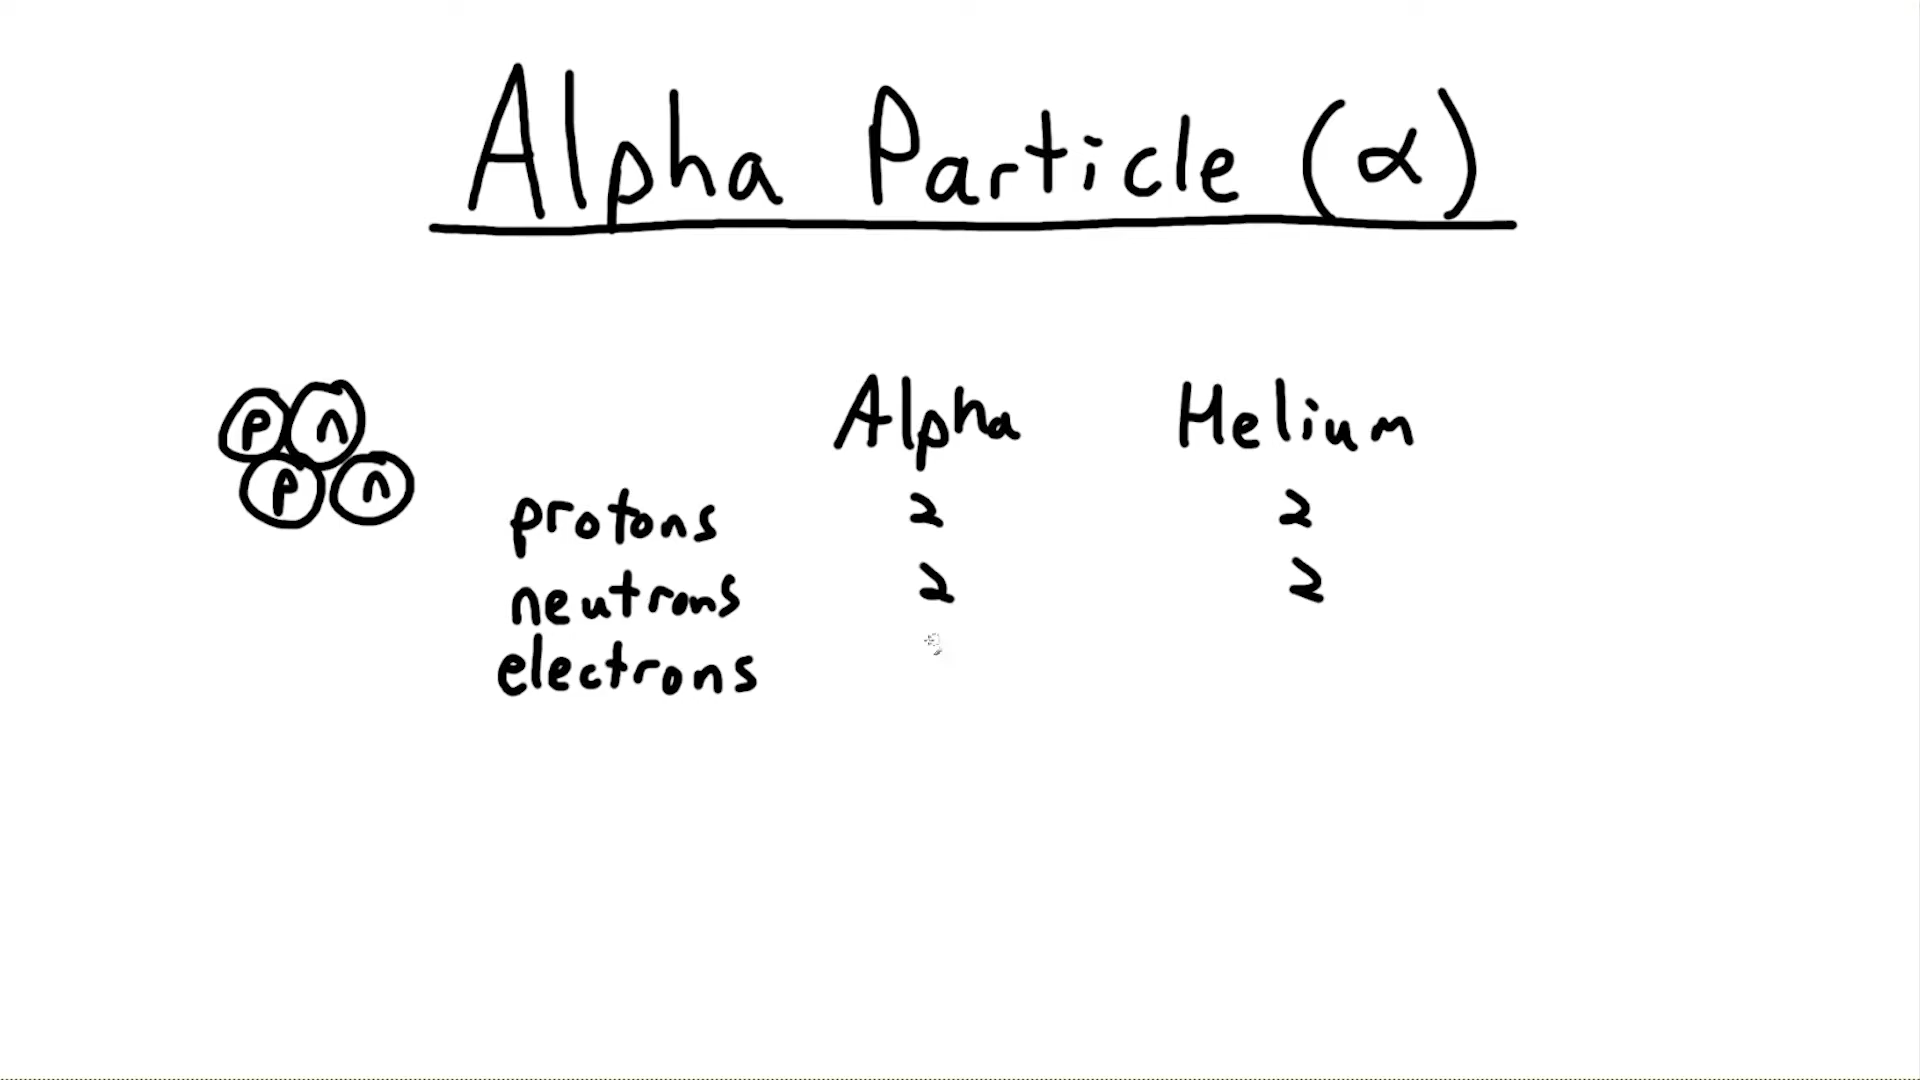 Alpha Particle (α)
p n
p n
Alpha Helium
protons 2 2
neutrons 2 2
electrons